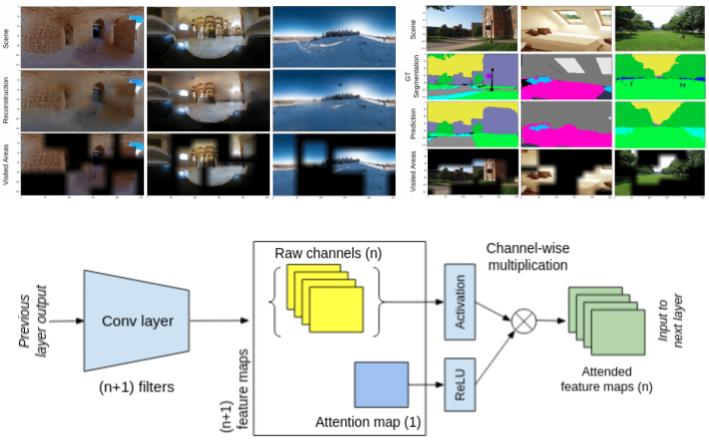 Scene
Reconstruction
Visited Areas
Scene
GT
Segmentation
Prediction
Visited Areas
Previous
layer output
Conv layer
(n+1) filters
(n+1)
feature maps
Raw channels (n)
Attention map (1)
Channel-wise
multiplication
Activation
ReLU
Attended
feature maps (n)
Input to
next layer